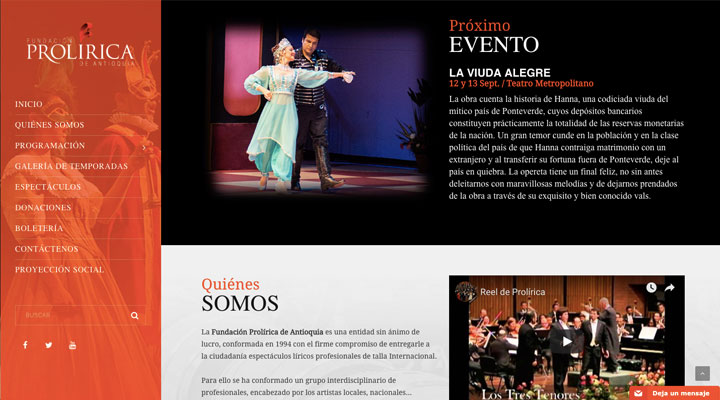 FUNDACIÓN
PROLIRICA
DE ANTIOQUIA
INICIO
QUIÉNES SOMOS
PROGRAMACIÓN
GALERÍA DE TEMPORADAS
ESPECTÁCULOS
DONACIONES
BOLETERÍA
CONTÁCTENOS
PROYECCIÓN SOCIAL
BUSCAR
Próximo
EVENTO
LA VIUDA ALEGRE
12 y 13 Sept. / Teatro Metropolitano
La obra cuenta la historia de Hanna, una codiciada viuda del
mítico país de Ponteverde, cuyos depósitos bancarios
constituyen prácticamente la totalidad de las reservas monetarias
de la nación. Un gran temor cunde en la población y en la clase
política del país de que Hanna contraiga matrimonio con un
extranjero y al transferir su fortuna fuera de Ponteverde, deje al
país en quiebra. La opereta tiene un final feliz, no sin antes
deleitarnos con maravillosas melodías y de dejarnos prendados
de la obra a través de su exquisito y bien conocido vals.
Quiénes
SOMOS
La Fundación Prolírica de Antioquia es una entidad sin ánimo de
lucro, conformada en 1994 con el firme compromiso de entregarle a
la ciudadanía espectáculos líricos profesionales de talla Internacional.
Para ello se ha conformado un grupo interdisciplinario de
profesionales, encabezado por los artistas locales, nacionales...
Reel de Prolírica
Los Tres Tenores
Deja un mensaje